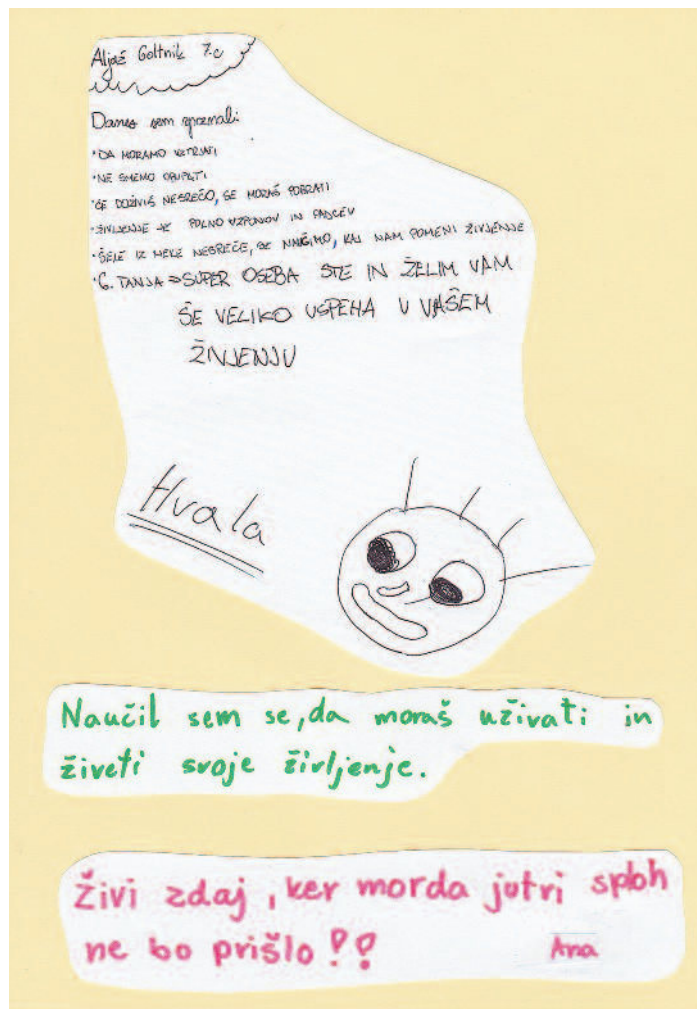 Aljaž Goltnik 7.c
Danes sem spoznal:
• DA MORAMO VZTRJATI
• NE SMEMO OBUPATI
• ČE DOŽIVIŠ NESREČO, SE MORAŠ POBRATI
• ŽIVLJENJE JE POLNO VZPONOV IN PADCEV
• ŠELE IZ NEKE NESREČE, SE NAUČIMO, KAJ NAM POMENI ŽIVLJENJE
• G. TANJA ⇒ SUPER OSEBA STE IN ŽELIM VAM
ŠE VELIKO USPEHA V VAŠEM
ŽIVLJENJU
Hvala
Naučil sem se, da moraš uživati in
živeti svoje življenje.
Živi zdaj, ker morda jutri sploh
ne bo prišlo!?
Ana